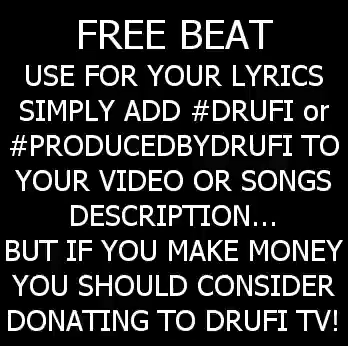 FREE BEAT
USE FOR YOUR LYRICS
SIMPLY ADD #DRUFI or
#PRODUCEDBYDRUFI TO
YOUR VIDEO OR SONGS
DESCRIPTION...
BUT IF YOU MAKE MONEY
YOU SHOULD CONSIDER
DONATING TO DRUFI TV!